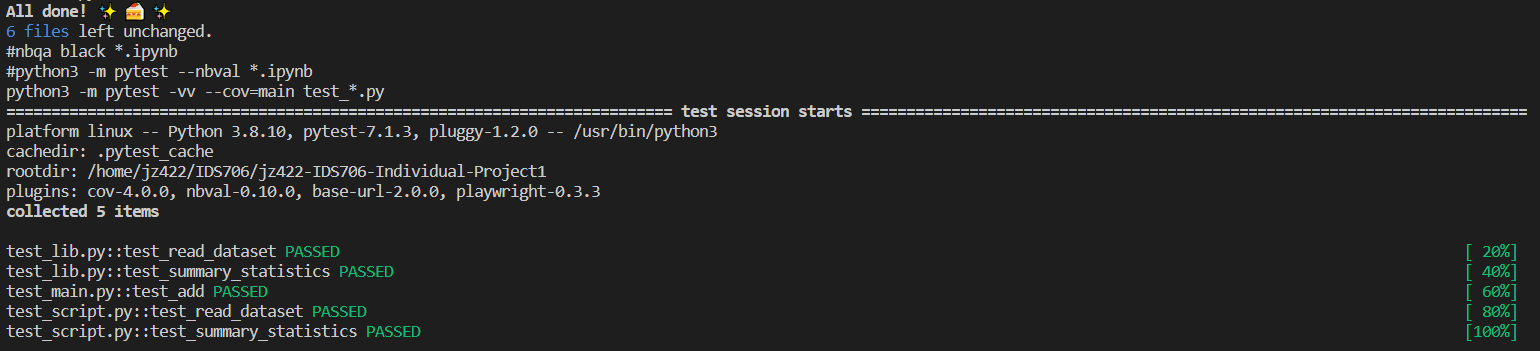 All done! ✨ 🍰 ✨
6 files left unchanged.
#nbqa black *.ipynb
#python3 -m pytest --nbval *.ipynb
python3 -m pytest -vv --cov=main test_*.py
========================================================================== test session starts ==========================================================================
platform linux -- Python 3.8.10, pytest-7.1.3, pluggy-1.2.0 -- /usr/bin/python3
cachedir: .pytest_cache
rootdir: /home/jz422/IDS706/jz422-IDS706-Individual-Project1
plugins: cov-4.0.0, nbval-0.10.0, base-url-2.0.0, playwright-0.3.3
collected 5 items
test_lib.py::test_read_dataset PASSED [ 20%]
test_lib.py::test_summary_statistics PASSED [ 40%]
test_main.py::test_add PASSED [ 60%]
test_script.py::test_read_dataset PASSED [ 80%]
test_script.py::test_summary_statistics PASSED [100%]